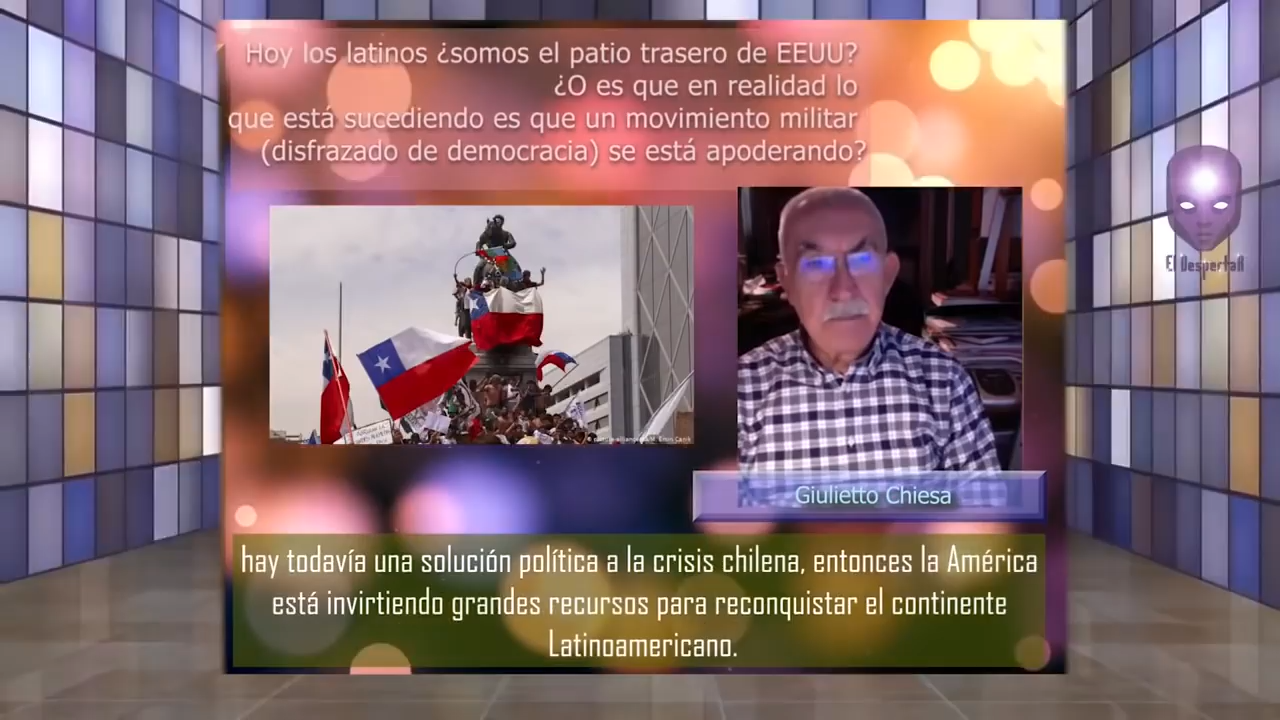 Hoy los latinos ¿somos el patio trasero de EEUU?
¿O es que en realidad lo
que está sucediendo es que un movimiento militar
(disfrazado de democracia) se está apoderando?
El Despertall
Giulietto Chiesa
hay todavía una solución política a la crisis chilena, entonces la América
está invirtiendo grandes recursos para reconquistar el continente
Latinoamericano.